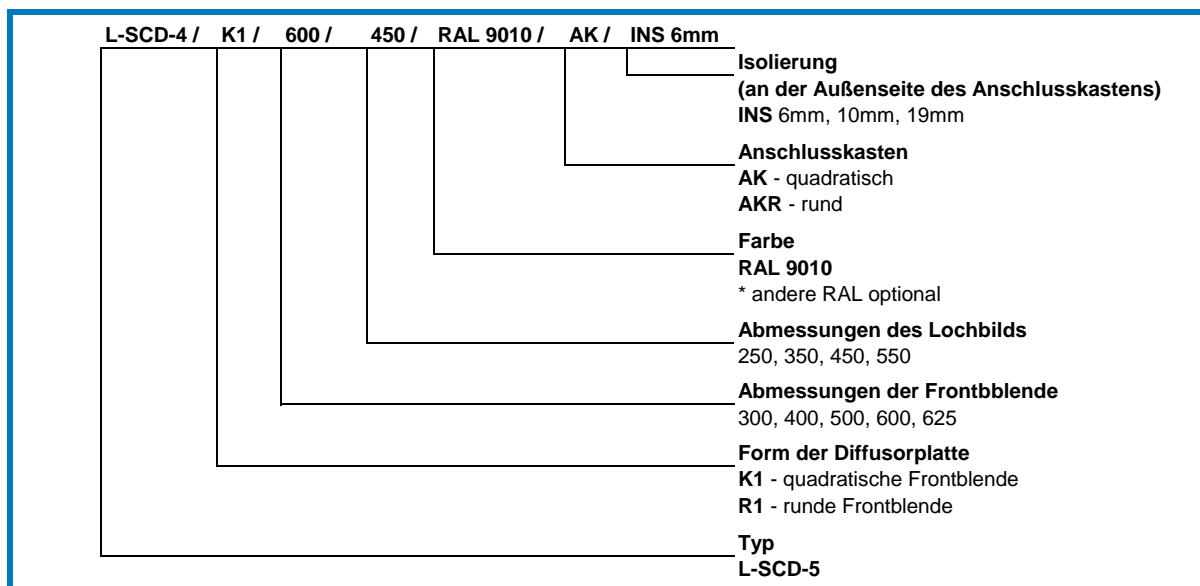 L-SCD-4 / K1 / 600 / 450 / RAL 9010 / AK / INS 6mm
Isolierung
(an der Außenseite des Anschlusskastens)
INS 6mm, 10mm, 19mm
Anschlusskasten
AK - quadratisch
AKR - rund
Farbe
RAL 9010
* andere RAL optional
Abmessungen des Lochbilds
250, 350, 450, 550
Abmessungen der Frontbblende
300, 400, 500, 600, 625
Form der Diffusorplatte
K1 - quadratische Frontblende
R1 - runde Frontblende
Typ
L-SCD-5